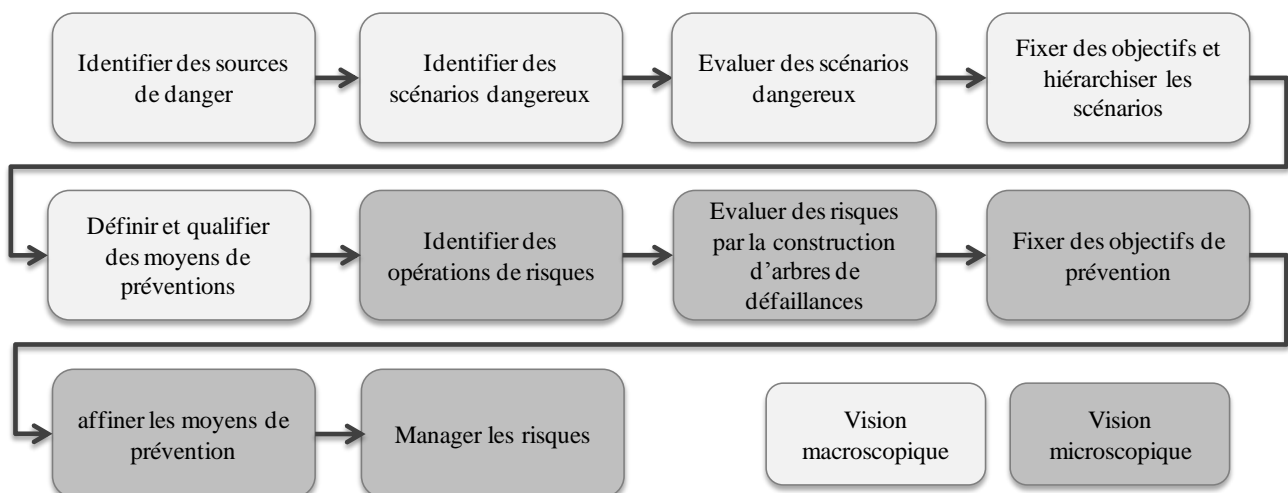 Identifier des sources
de danger
Identifier des
scénarios dangereux
Evaluer des scénarios
dangereux
Fixer des objectifs et
hiérarchiser les
scénarios
Définir et qualifier
des moyens de
préventions
Identifier des
opérations de risques
Evaluer des risques
par la construction
d’arbres de
défaillances
Fixer des objectifs de
prévention
affiner les moyens de
prévention
Manager les risques
Vision
macroscopique
Vision
microscopique